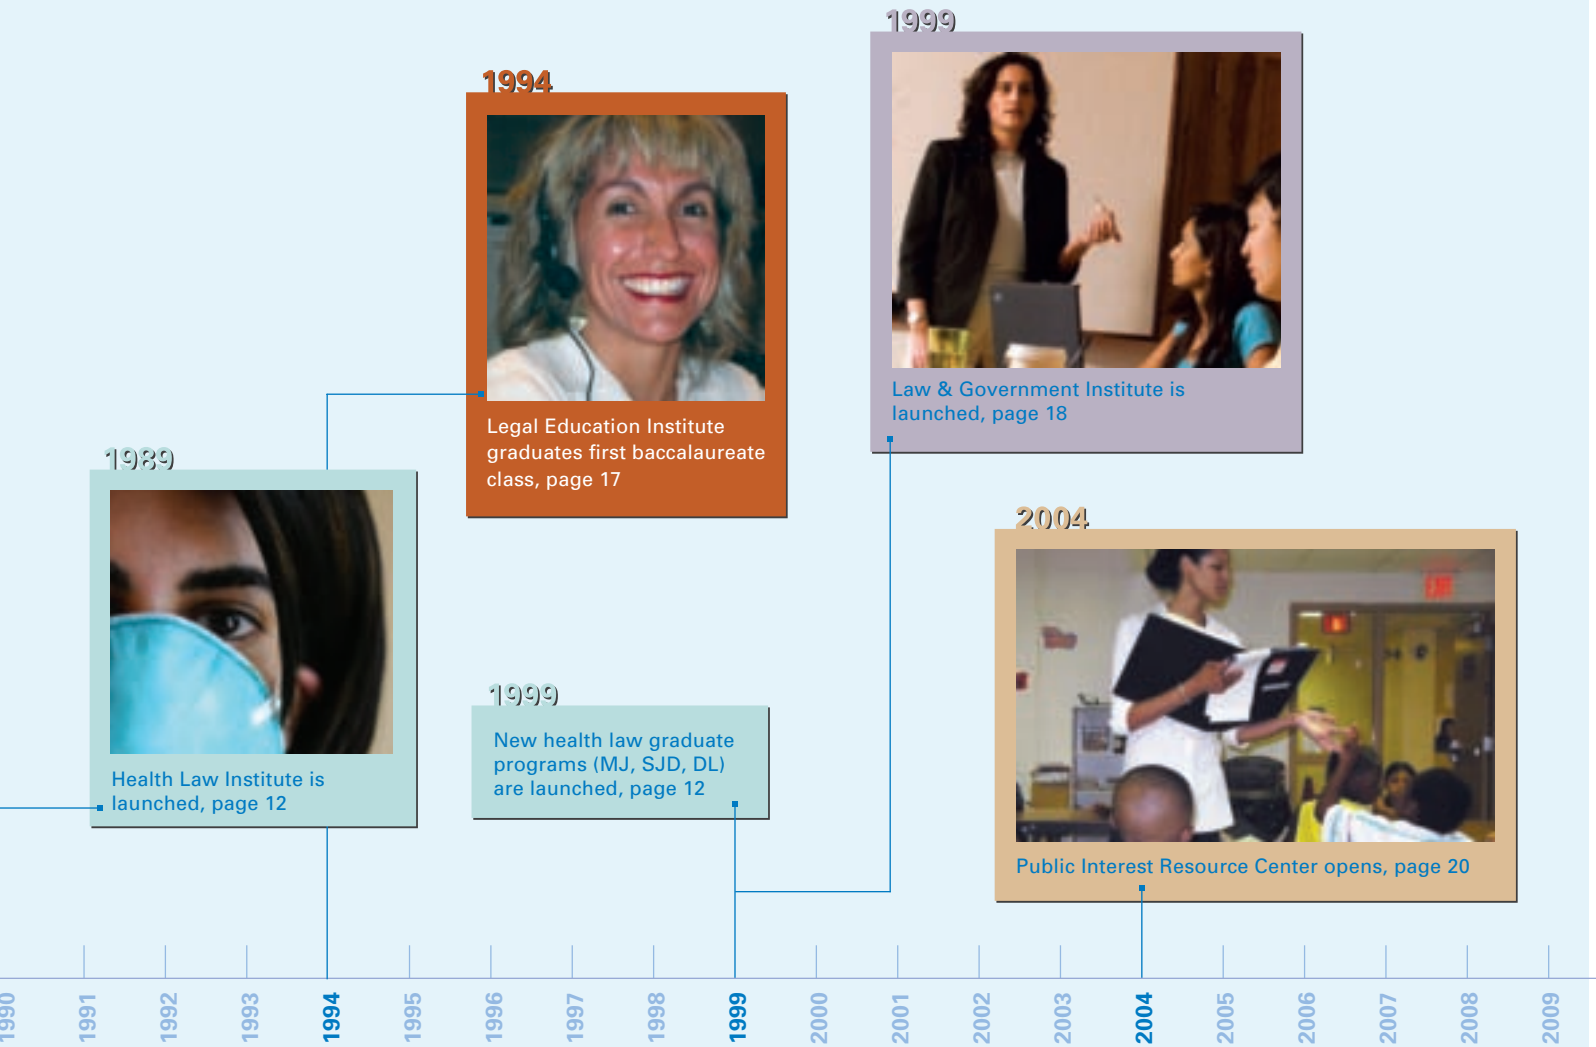 1999
1994
Law & Government Institute is
launched, page 18
Legal Education Institute
graduates first baccalaureate
class, page 17
1989
2004
EXIT
1999
New health law graduate
programs (MJ, SJD, DL)
are launched, page 12
Health Law Institute is
launched, page 12
Public Interest Resource Center opens, page 20
1990
1991
1992
1993
1994
1995
1996
1997
1998
1999
2000
2001
2002
2003
2004
2005
2006
2007
2008
2009